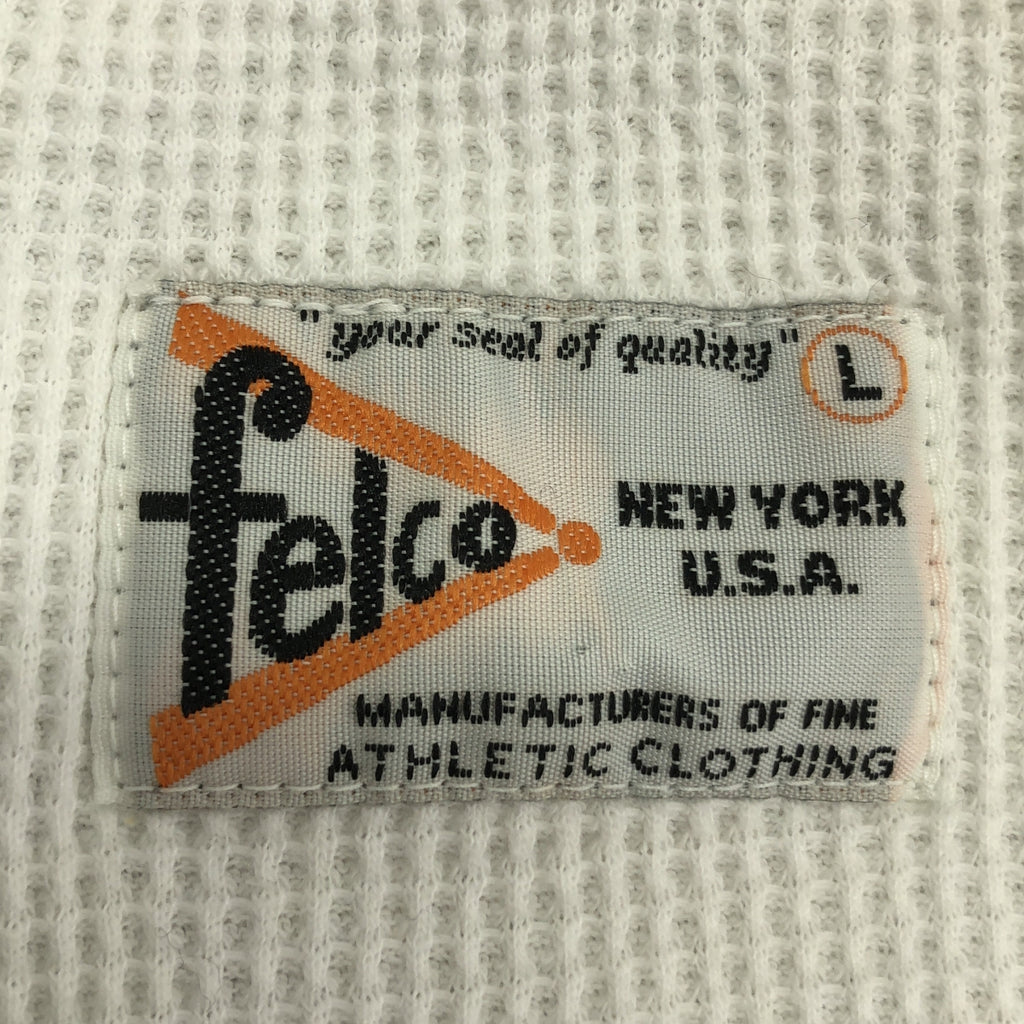 "your seal of quality" L
felco
NEW YORK
U.S.A.
MANUFACTURERS OF FINE
ATHLETIC CLOTHING